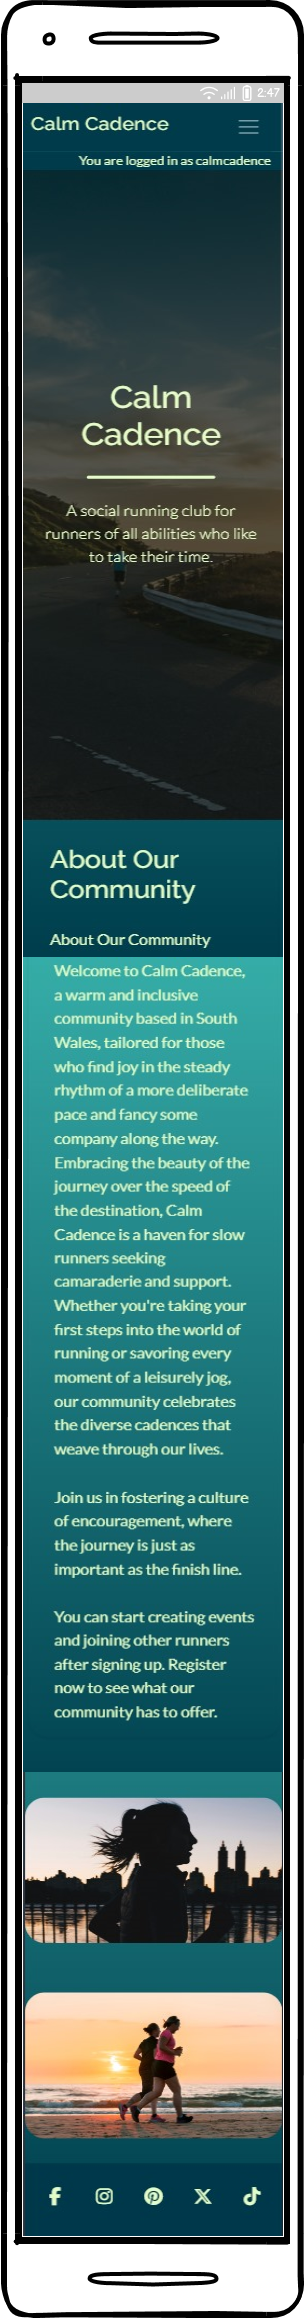 2:47
Calm Cadence
You are logged in as calmcadence
Calm
Cadence
A social running club for
runners of all abilities who like
to take their time.
About Our
Community
About Our Community
Welcome to Calm Cadence,
a warm and inclusive
community based in South
Wales, tailored for those
who find joy in the steady
rhythm of a more deliberate
pace and fancy some
company along the way.
Embracing the beauty of the
journey over the speed of
the destination, Calm
Cadence is a haven for slow
runners seeking
camaraderie and support.
Whether you're taking your
first steps into the world of
running or savoring every
moment of a leisurely jog,
our community celebrates
the diverse cadences that
weave through our lives.
Join us in fostering a culture
of encouragement, where
the journey is just as
important as the finish line.
You can start creating events
and joining other runners
after signing up. Register
now to see what our
community has to offer.